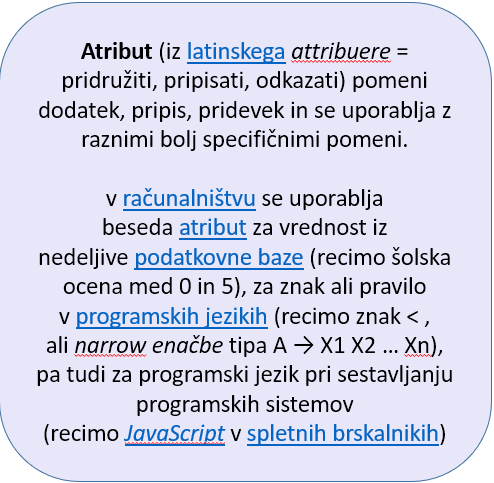 Atribut (iz latinskega attribuere =
pridružiti, pripisati, odkazati) pomeni
dodatek, pripis, pridevek in se uporablja z
raznimi bolj specifičnimi pomeni.
v računalništvu se uporablja
beseda atribut za vrednost iz
nedeljive podatkovne baze (recimo šolska
ocena med 0 in 5), za znak ali pravilo
v programskih jezikih (recimo znak < ,
ali narrow enačbe tipa A → X1 X2 ... Xn),
pa tudi za programski jezik pri sestavljanju
programskih sistemov
(recimo JavaScript v spletnih brskalnikih)